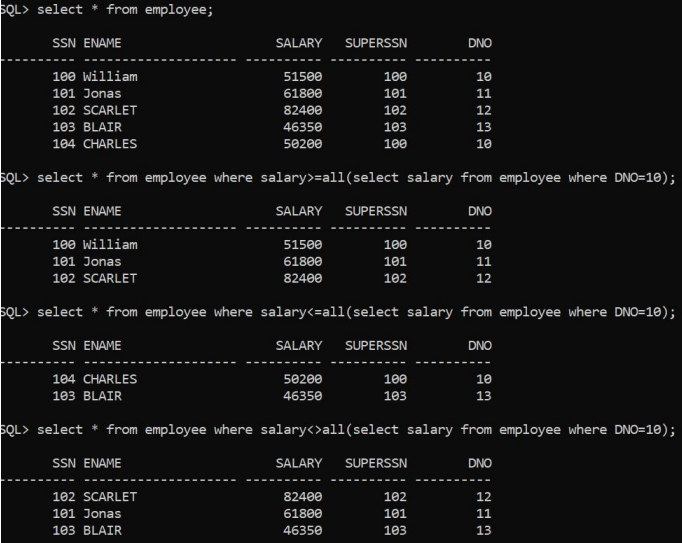 SQL> select * from employee;
SSN ENAME SALARY SUPERSSN DNO
---------- -------------------- ---------- ---------- ----------
100 William 51500 100 10
101 Jonas 61800 101 11
102 SCARLET 82400 102 12
103 BLAIR 46350 103 13
104 CHARLES 50200 100 10
SQL> select * from employee where salary>=all(select salary from employee where DNO=10);
SSN ENAME SALARY SUPERSSN DNO
---------- -------------------- ---------- ---------- ----------
100 William 51500 100 10
101 Jonas 61800 101 11
102 SCARLET 82400 102 12
SQL> select * from employee where salary<=all(select salary from employee where DNO=10);
SSN ENAME SALARY SUPERSSN DNO
---------- -------------------- ---------- ---------- ----------
104 CHARLES 50200 100 10
103 BLAIR 46350 103 13
SQL> select * from employee where salary<>all(select salary from employee where DNO=10);
SSN ENAME SALARY SUPERSSN DNO
---------- -------------------- ---------- ---------- ----------
102 SCARLET 82400 102 12
101 Jonas 61800 101 11
103 BLAIR 46350 103 13